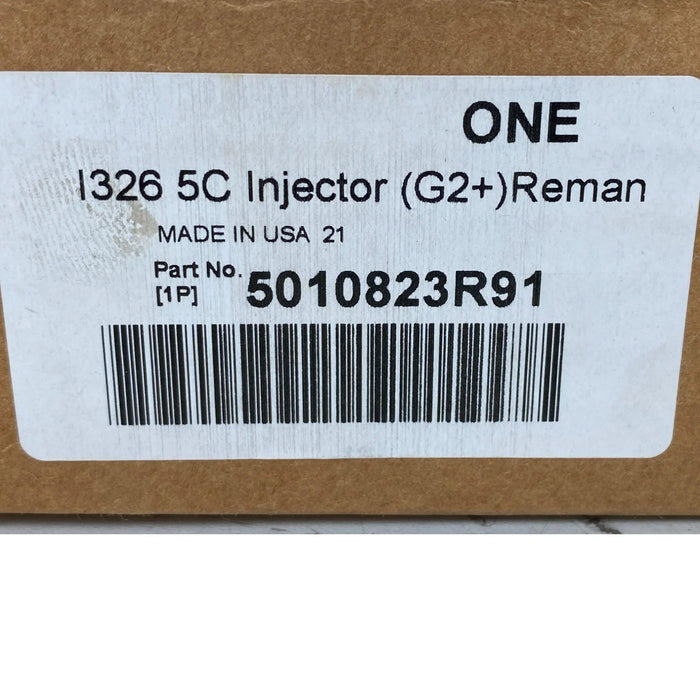 ONE
I326 5C Injector (G2+)Reman
MADE IN USA 21
Part No.
[1P] 5010823R91